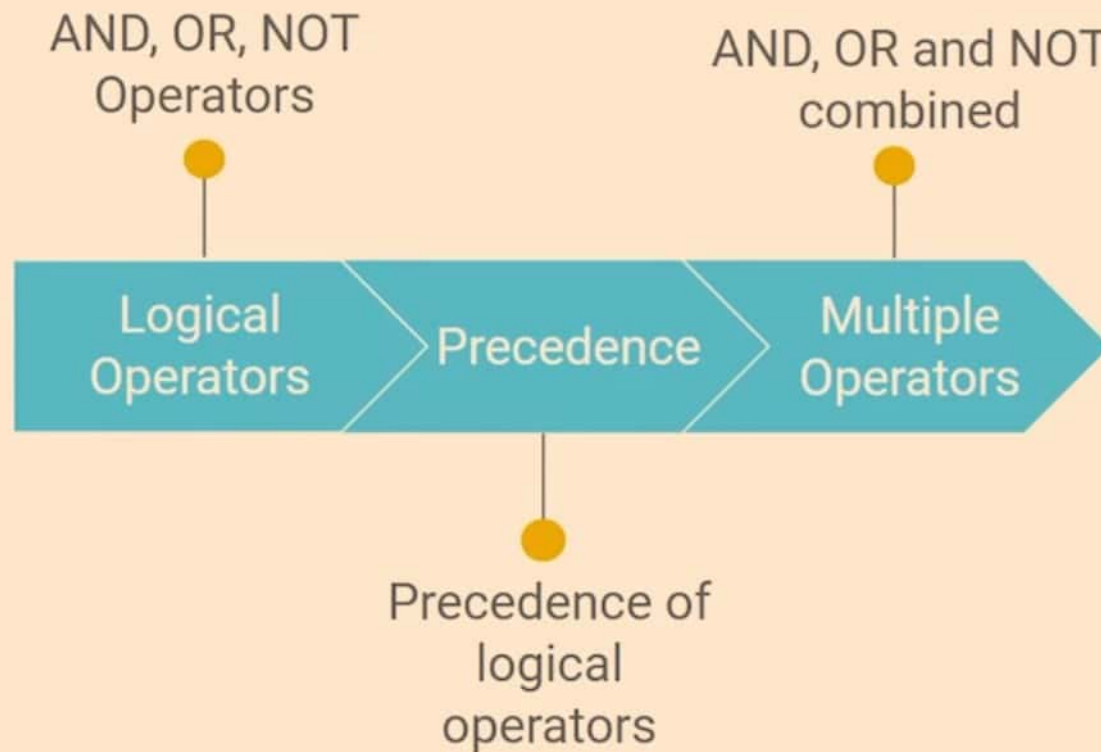 AND, OR, NOT
Operators
AND, OR and NOT
combined
Logical
Operators
Precedence
Multiple
Operators
Precedence of
logical
operators